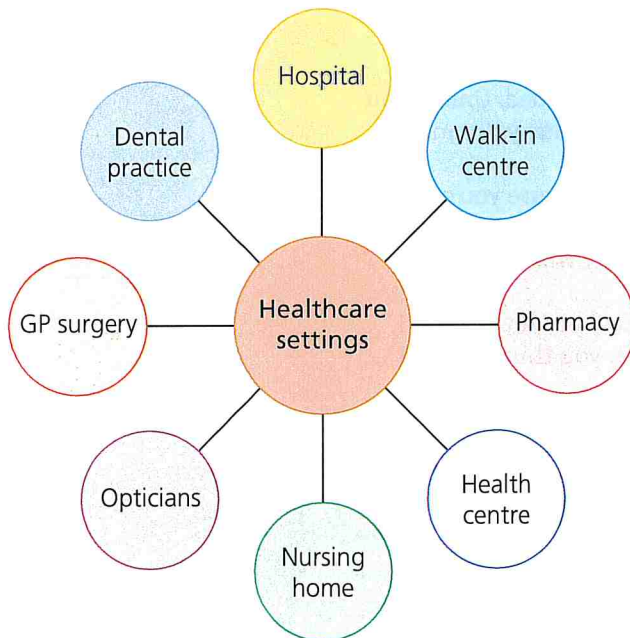 Hospital
Walk-in
centre
Pharmacy
Health
centre
Nursing
home
Opticians
GP surgery
Dental
practice
Healthcare
settings